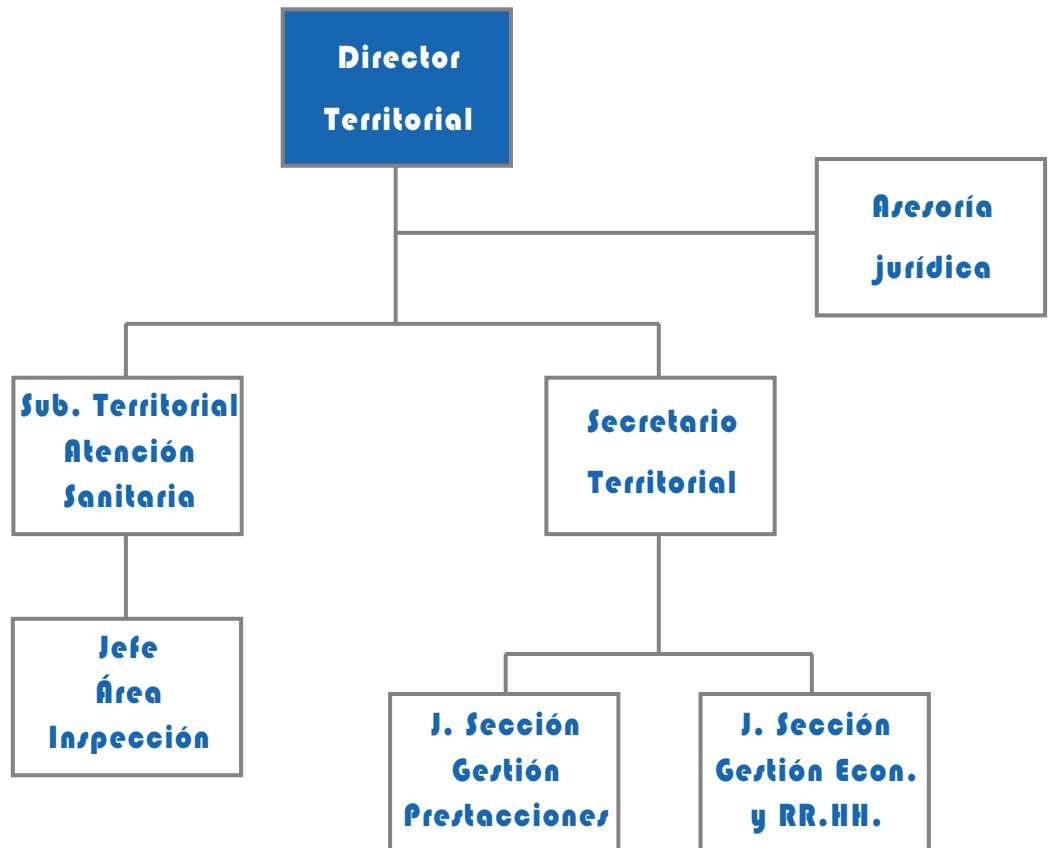 Director
Territorial
Asesoría
jurídica
Sub. Territorial
Atención
Sanitaria
Secretario
Territorial
Jefe
Área
Inspección
J. Sección
Gestión
Prestacciones
J. Sección
Gestión Econ.
y RR.HH.